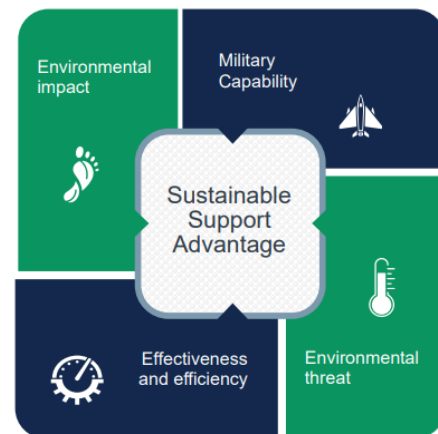 Environmental
impact
Military
Capability
Sustainable
Support
Advantage
Effectiveness
and efficiency
Environmental
threat